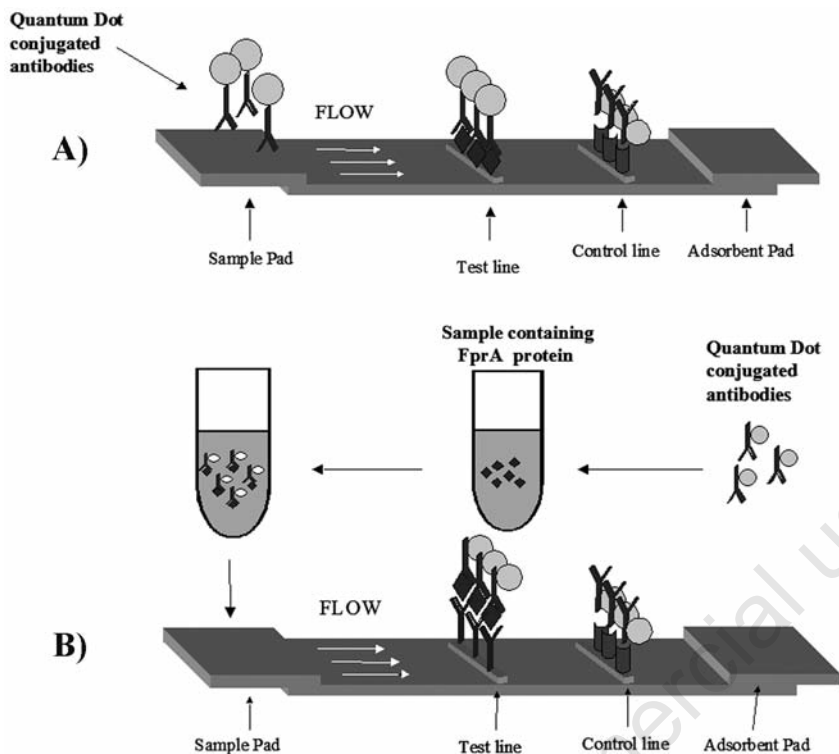 Quantum Dot
conjugated
antibodies
FLOW
A)
Sample Pad
Test line
Control line
Adsorbent Pad
Sample containing
FprA protein
Quantum Dot
conjugated
antibodies
FLOW
B)
Sample Pad
Test line
Control line
Adsorbent Pad
mercial u